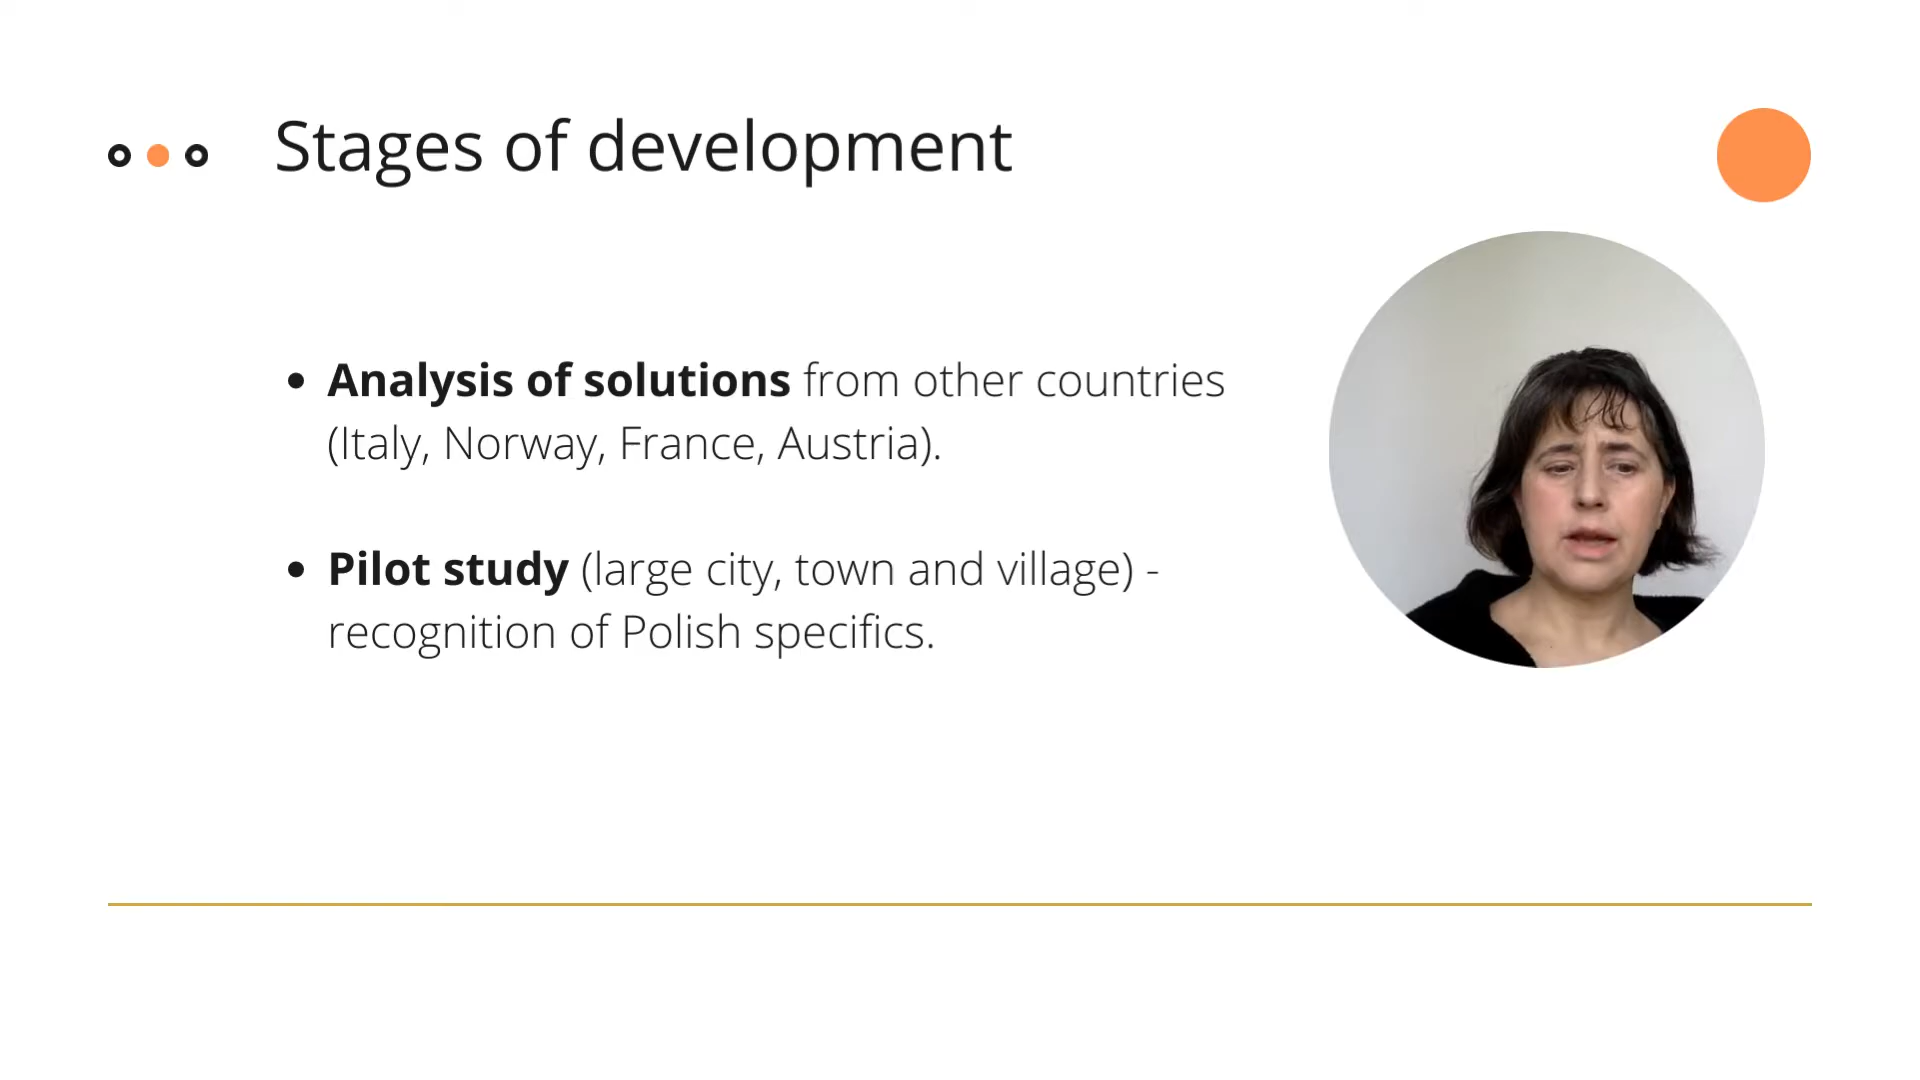 Stages of development
Analysis of solutions from other countries
(Italy, Norway, France, Austria).
Pilot study (large city, town and village) -
recognition of Polish specifics.